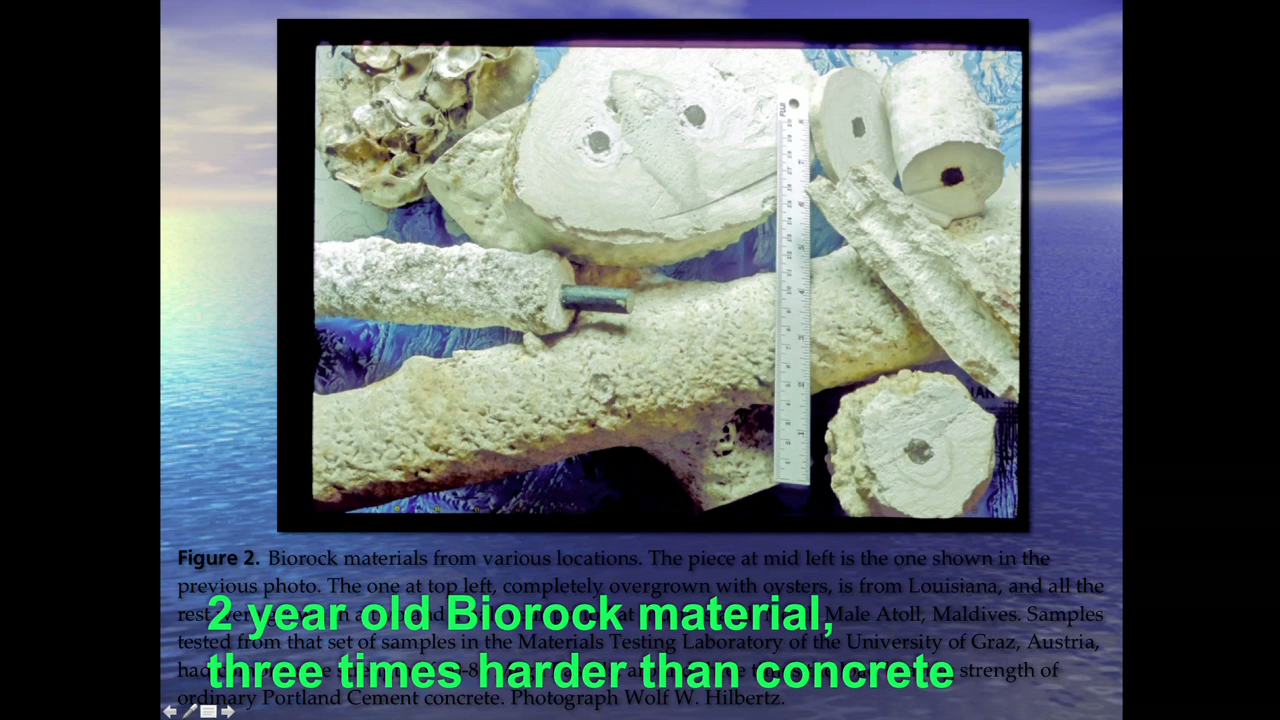 Figure 2. Biorock materials from various locations. The piece at mid left is the one shown in the
previous photo. The one at top left, completely overgrown with oysters, is from Louisiana, and all the
rest Male Atoll, Maldives. Samples
2 year old Biorock material,
tested from that set of samples in the Materials Testing Laboratory of the University of Graz, Austria,
three times harder than concrete
strength of
ordinary Portland Cement concrete. Photograph Wolf W. Hilbertz.